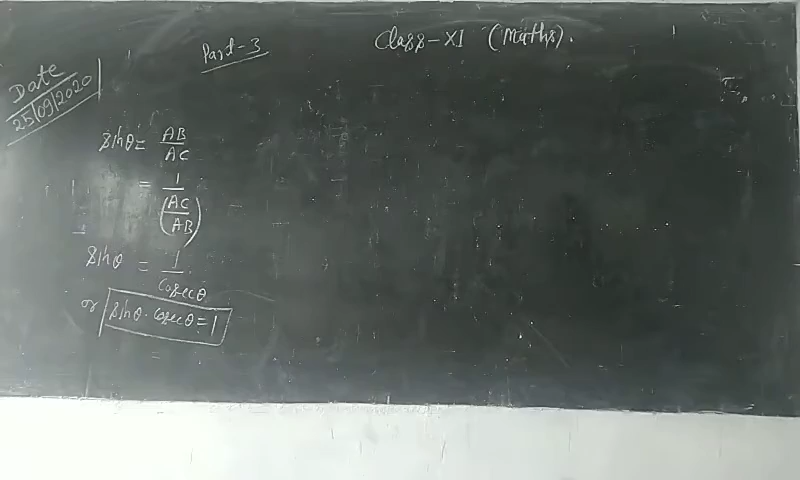 Part-3
Class-XI (Maths).
Date
25/09/2020
sinθ = AB/AC
= 1/(AC/AB)
sinθ = 1/cosecθ
or sinθ.cosecθ = 1